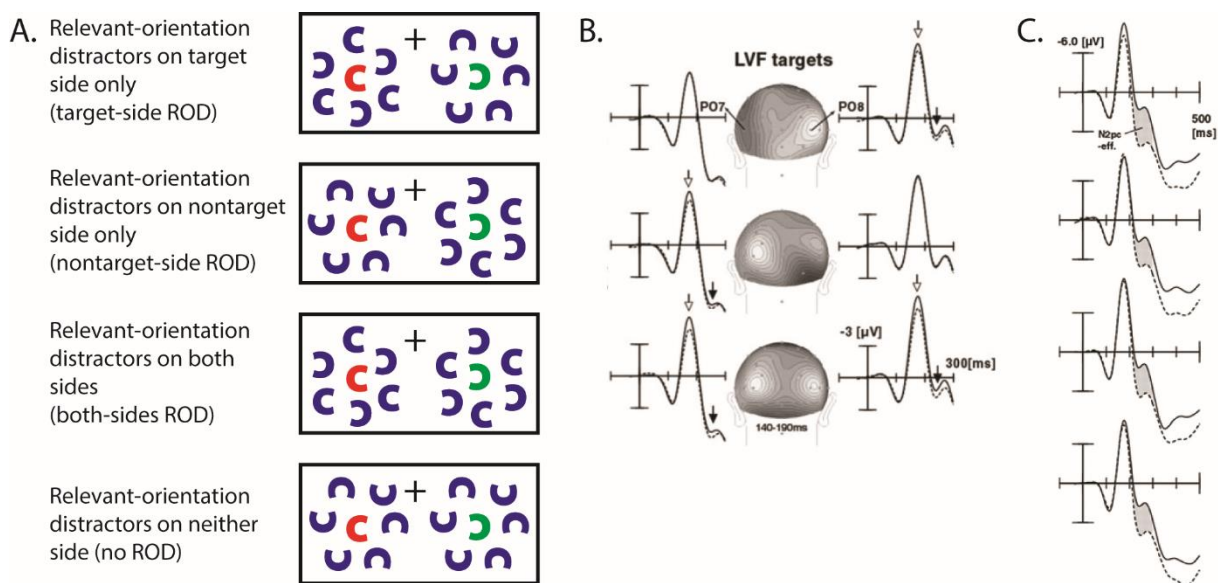 A.
Relevant-orientation
distractors on target
side only
(target-side ROD)
Relevant-orientation
distractors on nontarget
side only
(nontarget-side ROD)
Relevant-orientation
distractors on both
sides
(both-sides ROD)
Relevant-orientation
distractors on neither
side (no ROD)
B.
LVF targets
PO7
PO8
-3 [µV]
300[ms]
140-190ms
C.
-6.0 [µV]
500
[ms]
N2pc
-eff.